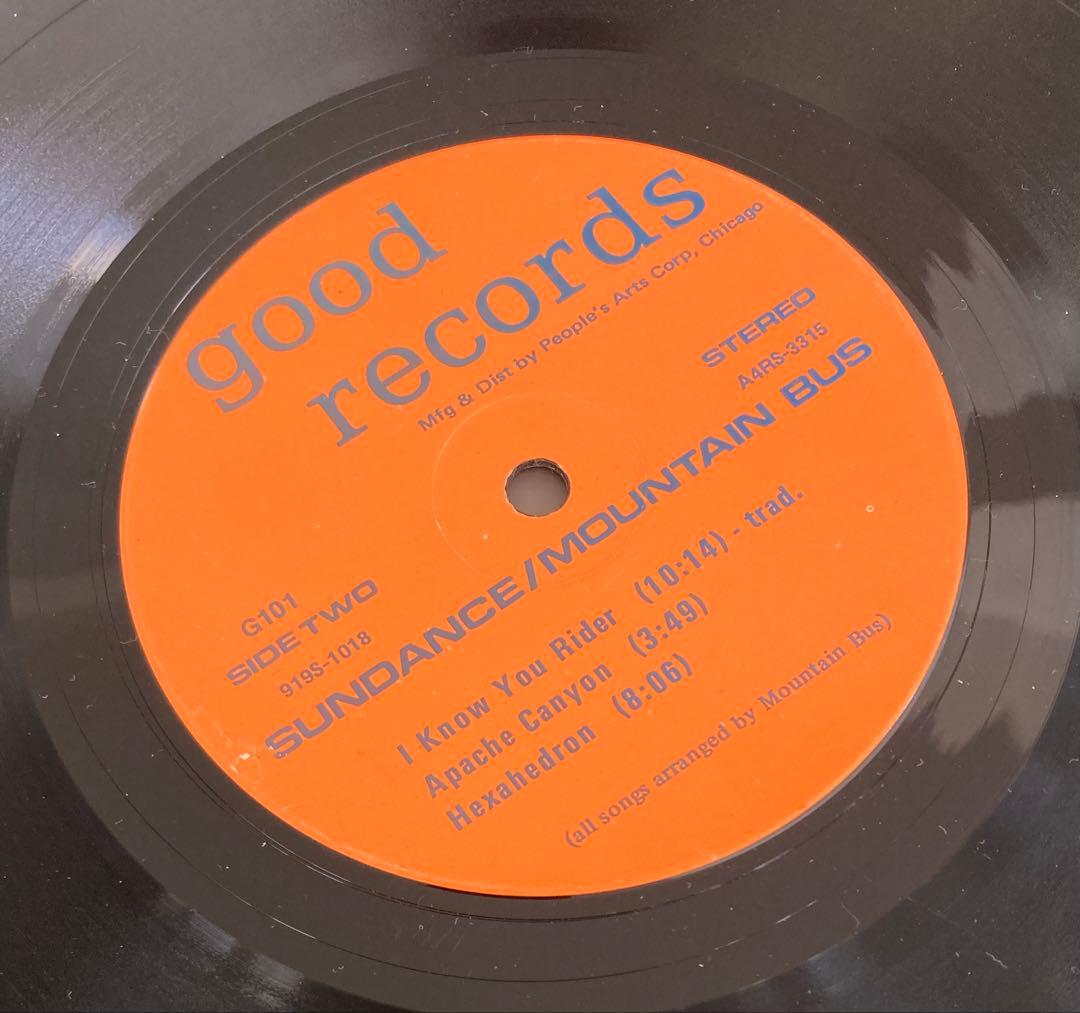 good
records
Mfg & Dist by People's Arts Corp, Chicago
STEREO
A4RS-3315
G101
SIDE TWO
919S-1018
SUNDANCE/MOUNTAIN BUS
I Know You Rider (10:14) - trad.
Apache Canyon (3:49)
Hexahedron (8:06)
(all songs arranged by Mountain Bus)